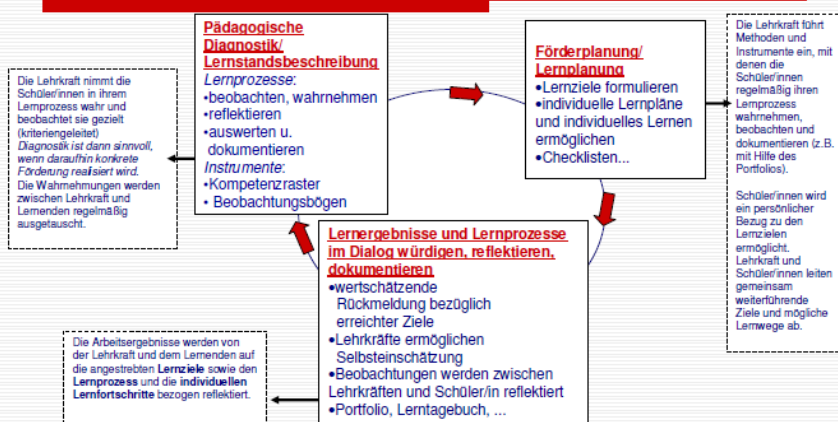 Pädagogische
Diagnostik/
Lernstandsbeschreibung
Lernprozesse:
•beobachten, wahrnehmen
•reflektieren
•auswerten u.
dokumentieren
Instrumente:
•Kompetenzraster
• Beobachtungsbögen
Förderplanung/
Lernplanung
•Lernziele formulieren
•individuelle Lernpläne
und individuelles Lernen
ermöglichen
•Checklisten...
Die Lehrkraft führt
Methoden und
Instrumente ein, mit
denen die
Schüler/innen
regelmäßig ihren
Lernprozess
wahrnehmen,
beobachten und
dokumentieren (z.B.
mit Hilfe des
Portfolios).
Schüler/innen wird
ein persönlicher
Bezug zu den
Lernzielen
ermöglicht.
Lehrkraft und
Schüler/innen leiten
gemeinsam
weiterführende
Ziele und mögliche
Lernwege ab.
Die Lehrkraft nimmt die
Schüler/innen in ihrem
Lernprozess wahr und
beobachtet sie gezielt
(kriteriengeleitet)
Diagnostik ist dann sinnvoll,
wenn daraufhin konkrete
Förderung realisiert wird.
Die Wahrnehmungen werden
zwischen Lehrkraft und
Lernenden regelmäßig
ausgetauscht.
Lernergebnisse und Lernprozesse
im Dialog würdigen, reflektieren,
dokumentieren
•wertschätzende
Rückmeldung bezüglich
erreichter Ziele
•Lehrkräfte ermöglichen
Selbsteinschätzung
•Beobachtungen werden zwischen
Lehrkräften und Schüler/in reflektiert
•Portfolio, Lerntagebuch, ...
Die Arbeitsergebnisse werden von
der Lehrkraft und dem Lernenden auf
die angestrebten Lernziele sowie den
Lernprozess und die individuellen
Lernfortschritte bezogen reflektiert.